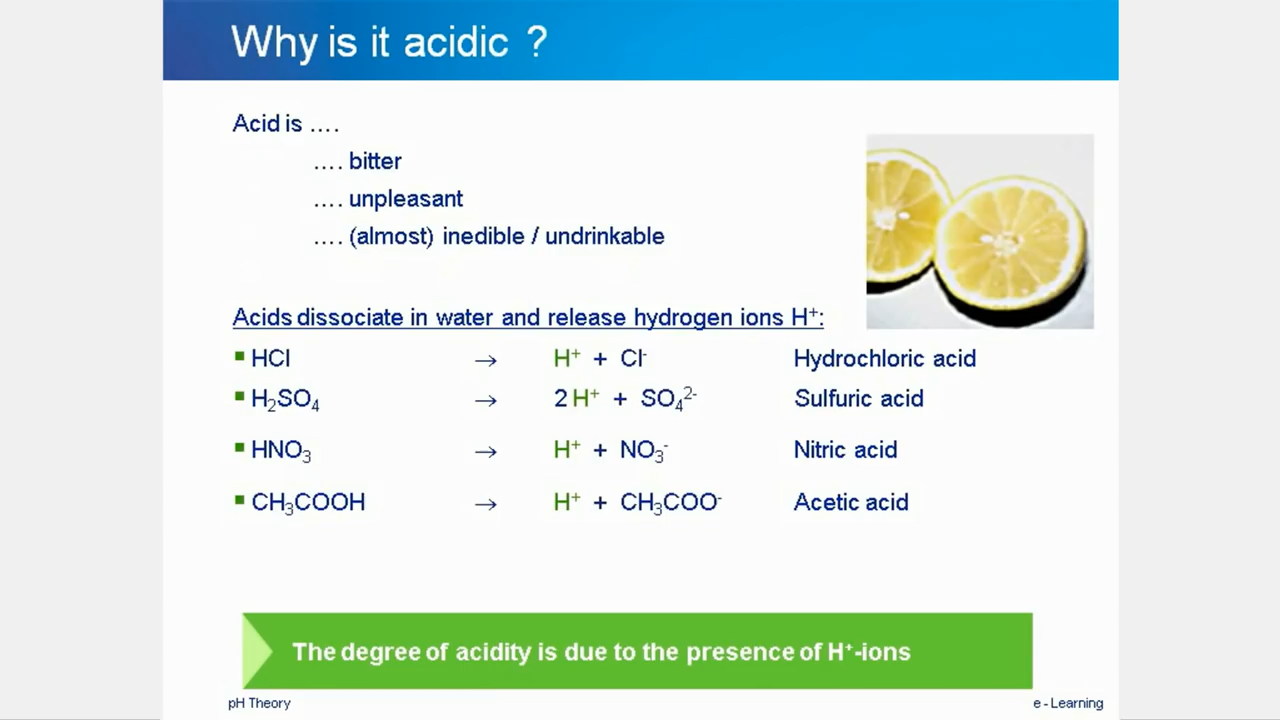 Why is it acidic ?
Acid is ....
.... bitter
.... unpleasant
.... (almost) inedible / undrinkable
Acids dissociate in water and release hydrogen ions H⁺:
▪ HCl → H⁺ + Cl⁻ Hydrochloric acid
▪ H₂SO₄ → 2 H⁺ + SO₄²⁻ Sulfuric acid
▪ HNO₃ → H⁺ + NO₃⁻ Nitric acid
▪ CH₃COOH → H⁺ + CH₃COO⁻ Acetic acid
The degree of acidity is due to the presence of H⁺-ions
pH Theory e - Learning